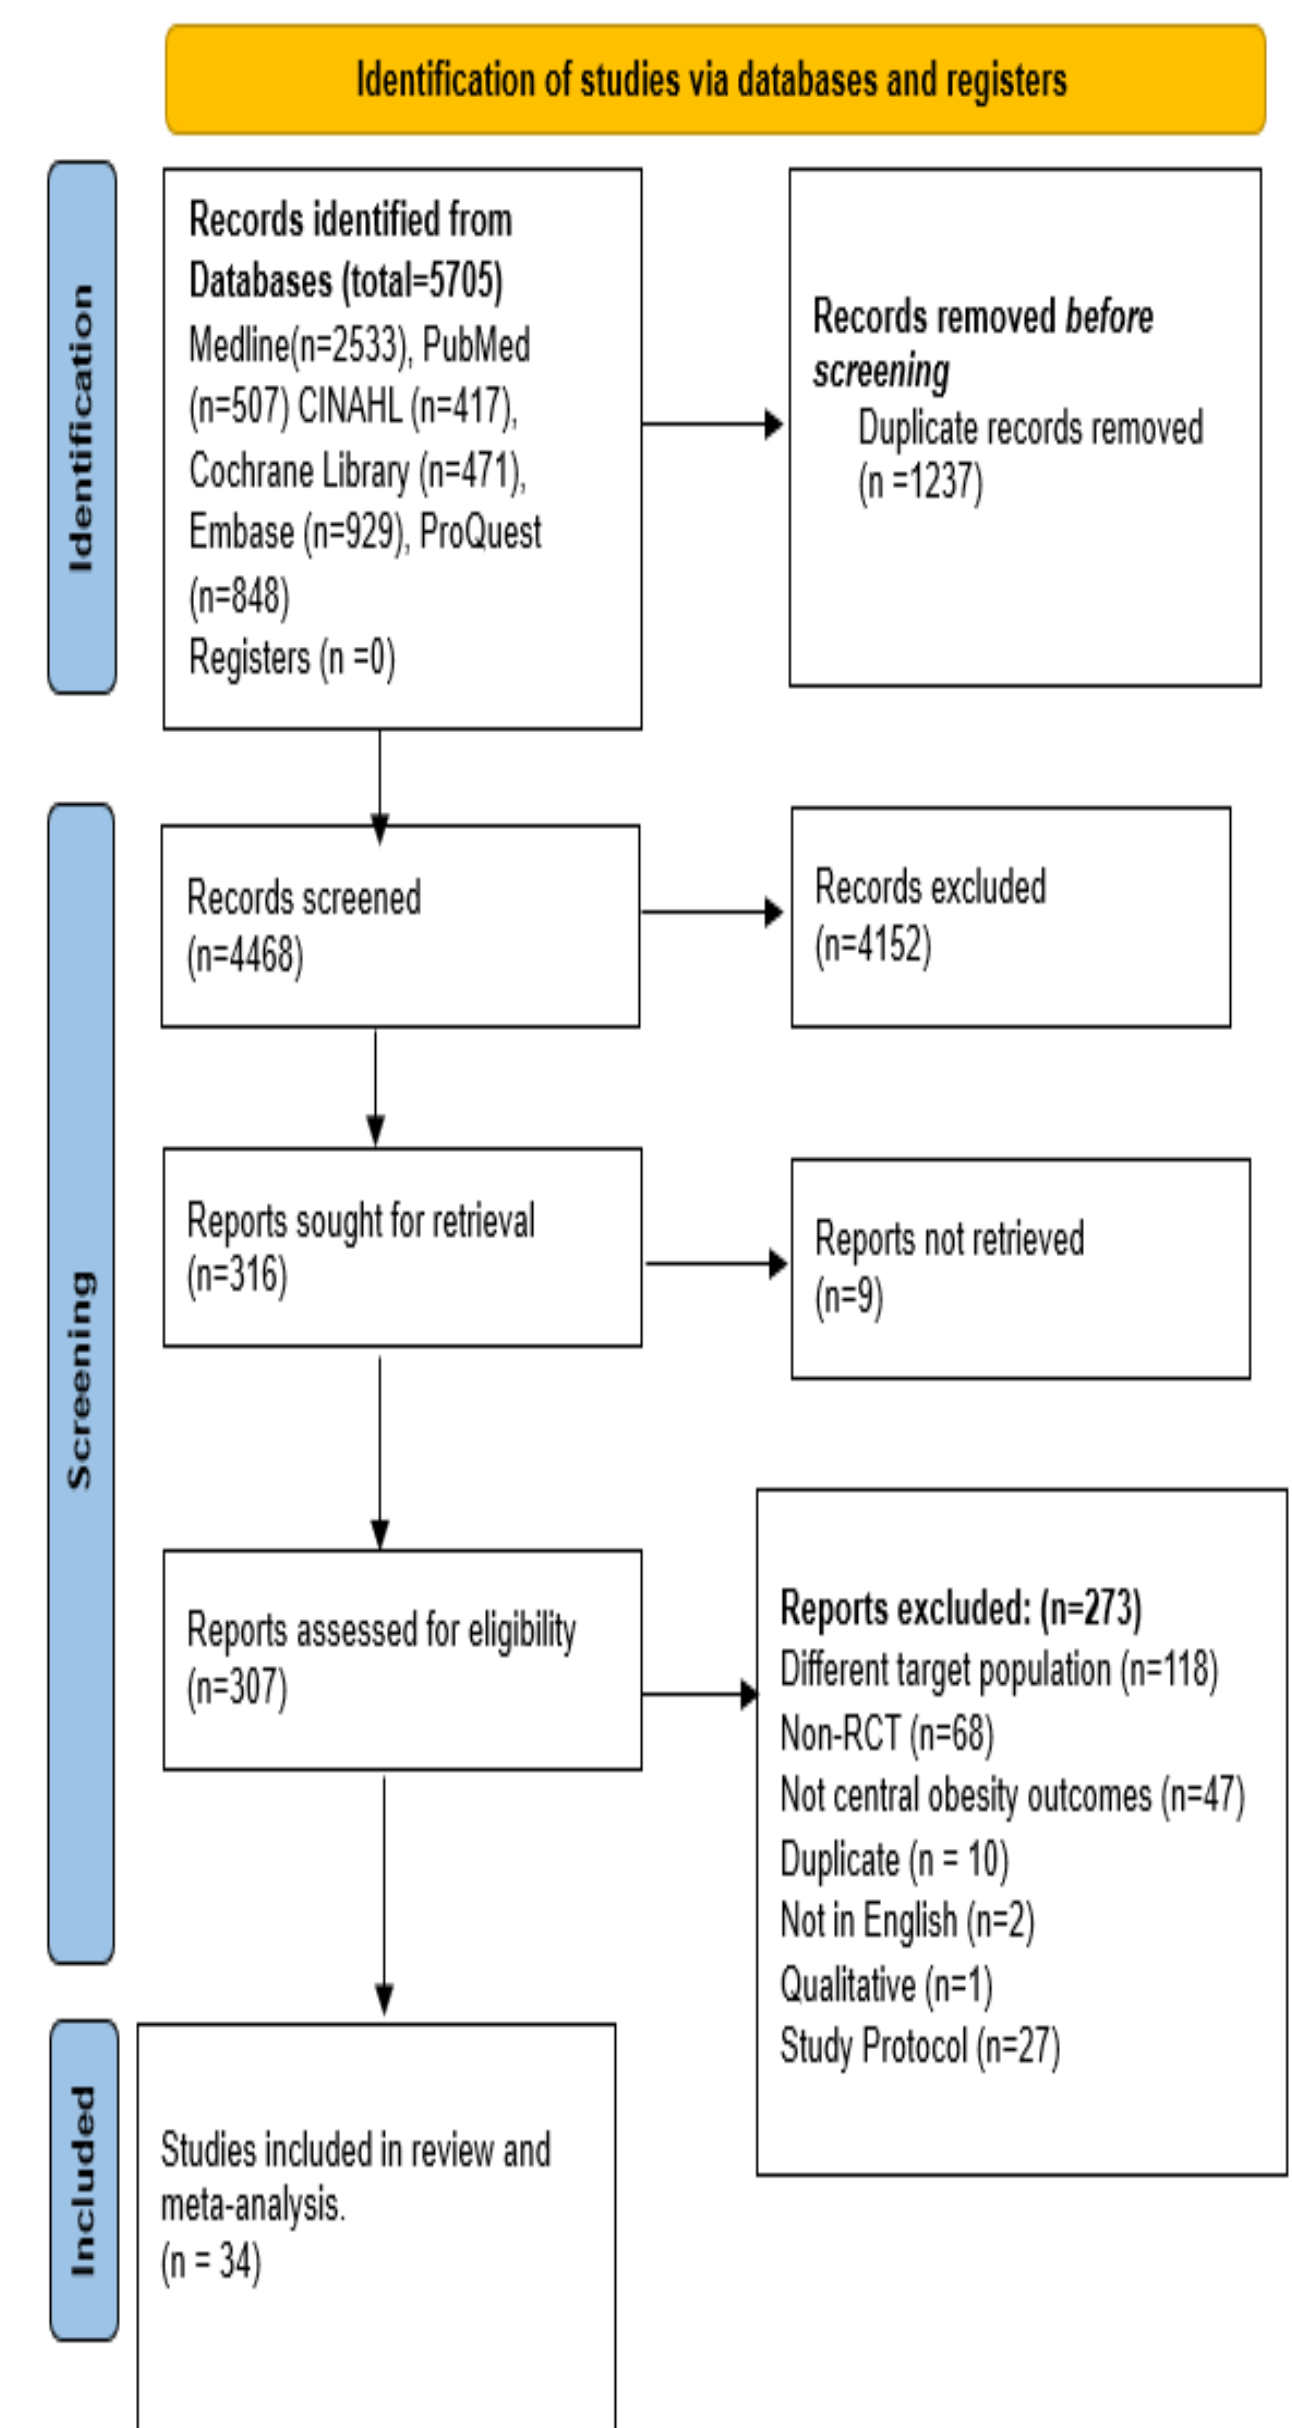 Identification of studies via databases and registers
Identification
Records identified from
Databases (total=5705)
Medline(n=2533), PubMed
(n=507) CINAHL (n=417),
Cochrane Library (n=471),
Embase (n=929), ProQuest
(n=848)
Registers (n =0)
Records removed before
screening
Duplicate records removed
(n =1237)
Screening
Records screened
(n=4468)
Records excluded
(n=4152)
Reports sought for retrieval
(n=316)
Reports not retrieved
(n=9)
Reports assessed for eligibility
(n=307)
Reports excluded: (n=273)
Different target population (n=118)
Non-RCT (n=68)
Not central obesity outcomes (n=47)
Duplicate (n = 10)
Not in English (n=2)
Qualitative (n=1)
Study Protocol (n=27)
Included
Studies included in review and
meta-analysis.
(n = 34)